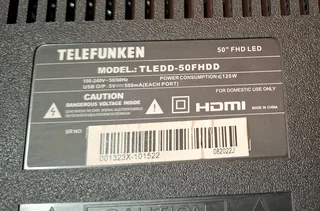 TELEFUNKEN
50" FHD LED
MODEL: TLEDD-50FHDD
100-240V~50/60Hz
POWER CONSUMPTION≤120W
USB O/P :5V⎓500mA(EACH PORT)
CAUTION
DANGEROUS VOLTAGE INSIDE
HDMI
FOR DOMESTIC USE ONLY
MADE IN CHINA
SR NO:
001323X-101522
082022J